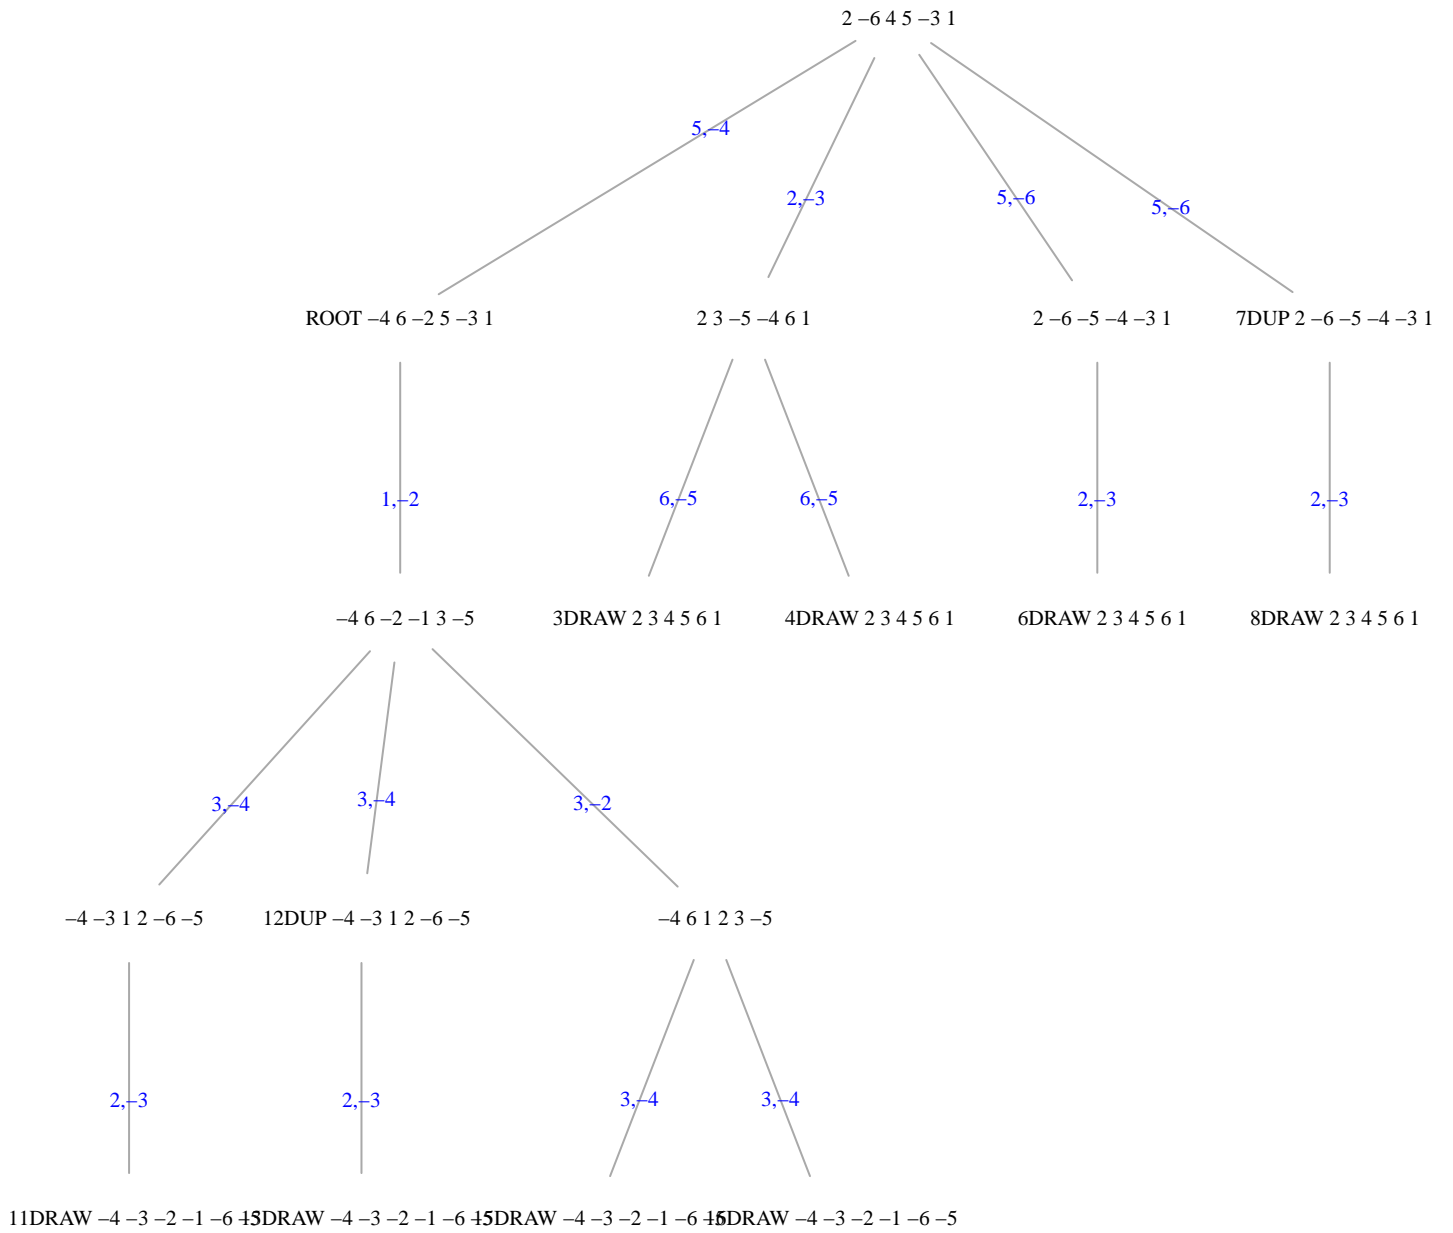 2 –6 4 5 –3 1
5,–4
2,–3
5,–6
5,–6
ROOT –4 6 –2 5 –3 1
2 3 –5 –4 6 1
2 –6 –5 –4 –3 1
7DUP 2 –6 –5 –4 –3 1
1,–2
6,–5
6,–5
2,–3
2,–3
–4 6 –2 –1 3 –5
3DRAW 2 3 4 5 6 1
4DRAW 2 3 4 5 6 1
6DRAW 2 3 4 5 6 1
8DRAW 2 3 4 5 6 1
3,–4
3,–4
3,–2
–4 –3 1 2 –6 –5
12DUP –4 –3 1 2 –6 –5
–4 6 1 2 3 –5
2,–3
2,–3
3,–4
3,–4
11DRAW –4 –3 –2 –1 –6 –5
13DRAW –4 –3 –2 –1 –6 –5
15DRAW –4 –3 –2 –1 –6 –5
16DRAW –4 –3 –2 –1 –6 –5